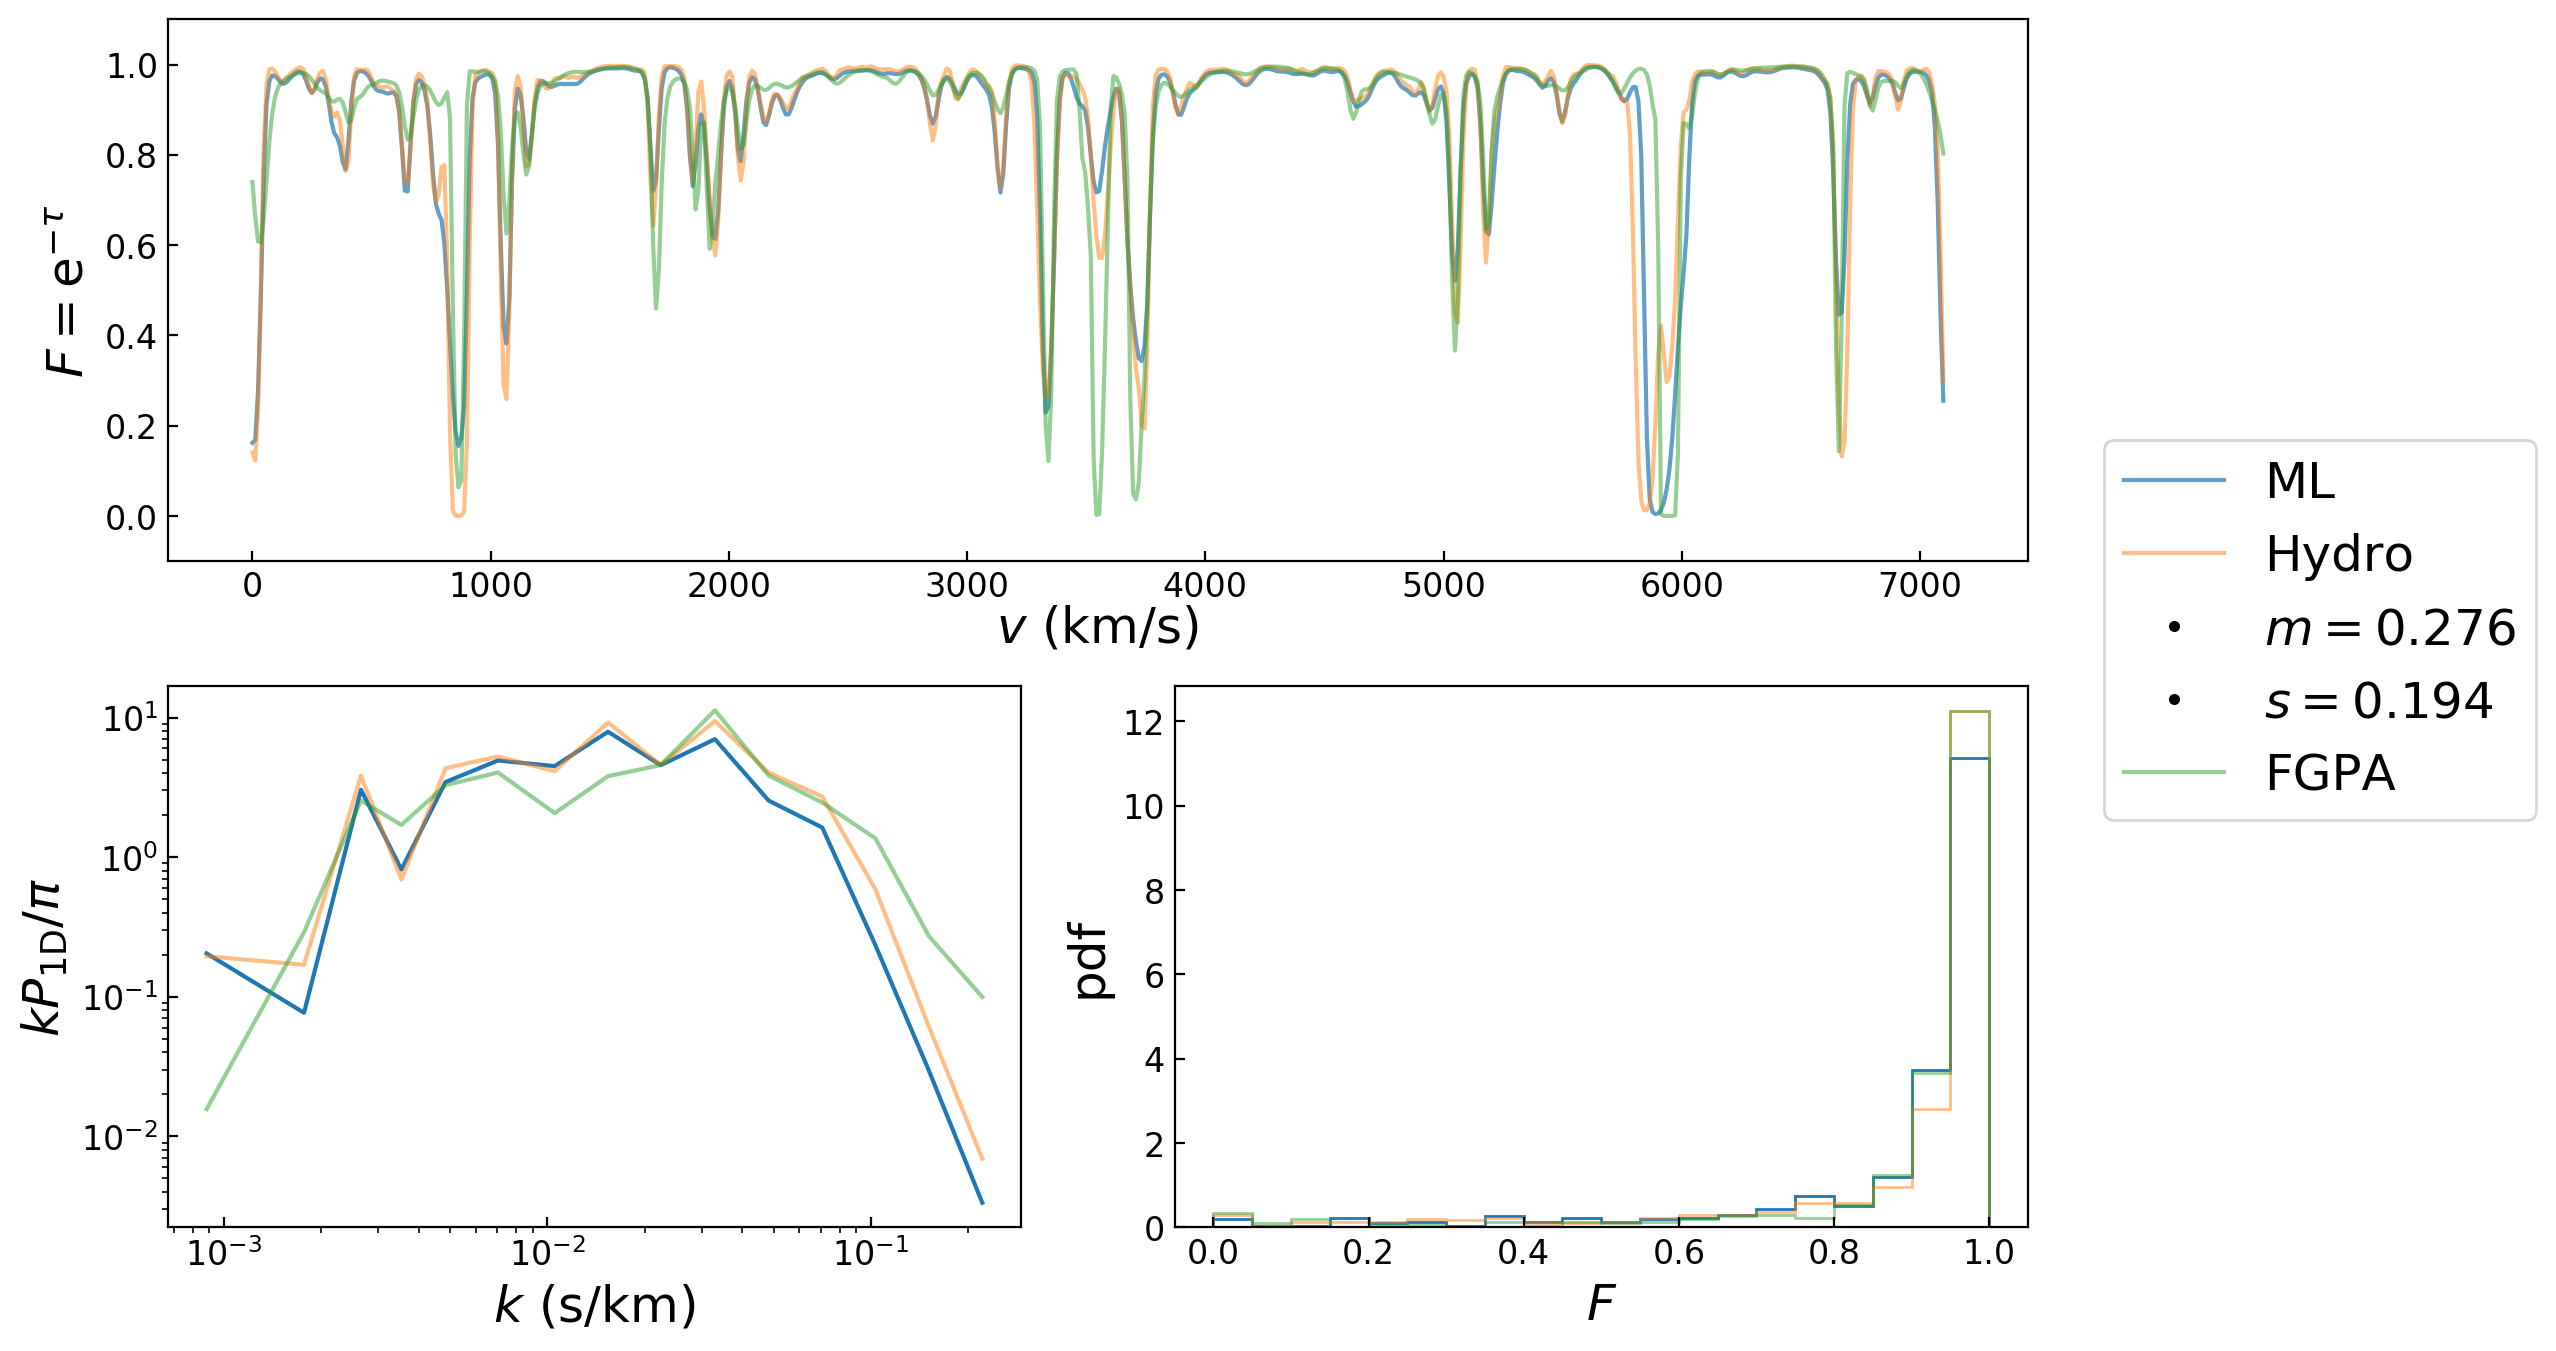 1.0
0.8
0.6
0.4
0.2
0.0
F = e^{−τ}
0 1000 2000 3000 4000 5000 6000 7000
v (km/s)
ML
Hydro
m = 0.276
s = 0.194
FGPA
10^1
10^0
10^{−1}
10^{−2}
kP_{1D}/π
10^{−3} 10^{−2} 10^{−1}
k (s/km)
12
10
8
6
4
2
0
pdf
0.0 0.2 0.4 0.6 0.8 1.0
F